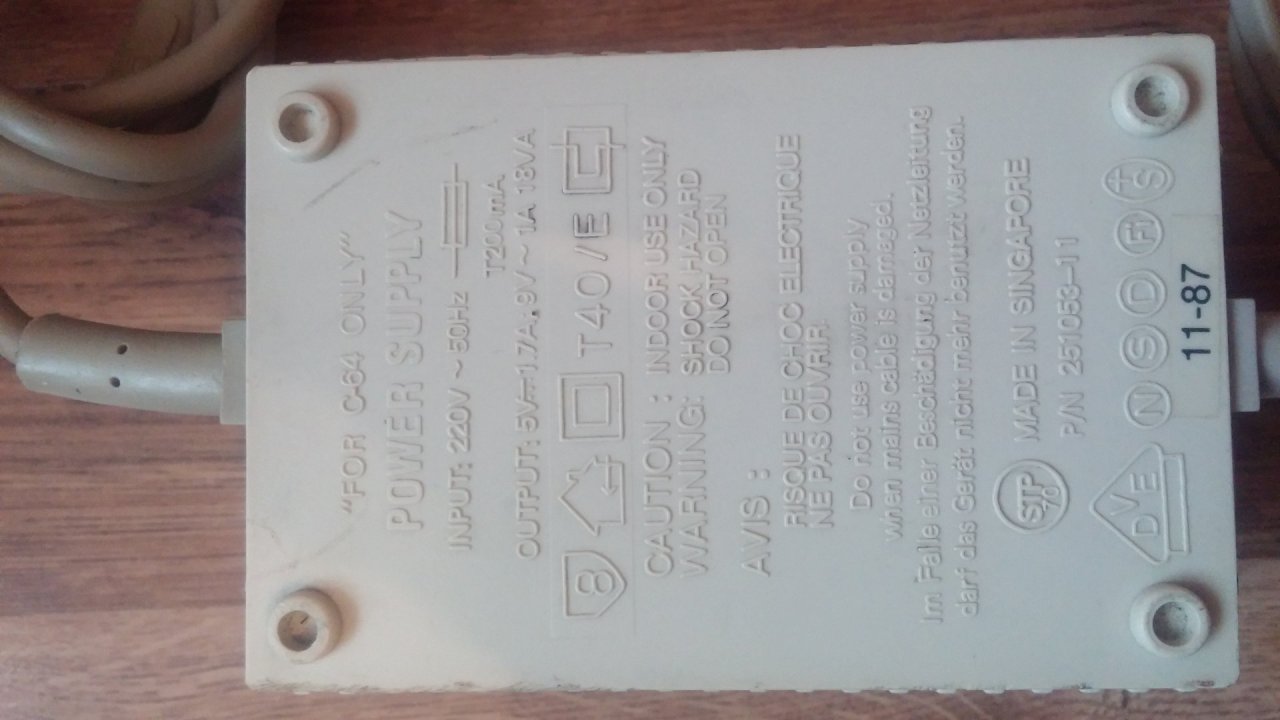 "FOR C64 ONLY"
POWER SUPPLY
INPUT: 220V ~ 50Hz
T200mA
OUTPUT: 5V⎓1.7A; 9V ~ 1A 18VA
8 T40/E
CAUTION : INDOOR USE ONLY
WARNING: SHOCK HAZARD
DO NOT OPEN
AVIS :
RISQUE DE CHOC ELECTRIQUE
NE PAS OUVRIR.
Do not use power supply
when mains cable is damaged.
Im Falle einer Beschädigung der Netzleitung
darf das Gerät nicht mehr benutzt werden.
MADE IN SINGAPORE
P/N 251053-11
DVE N S D FI +S
11-87